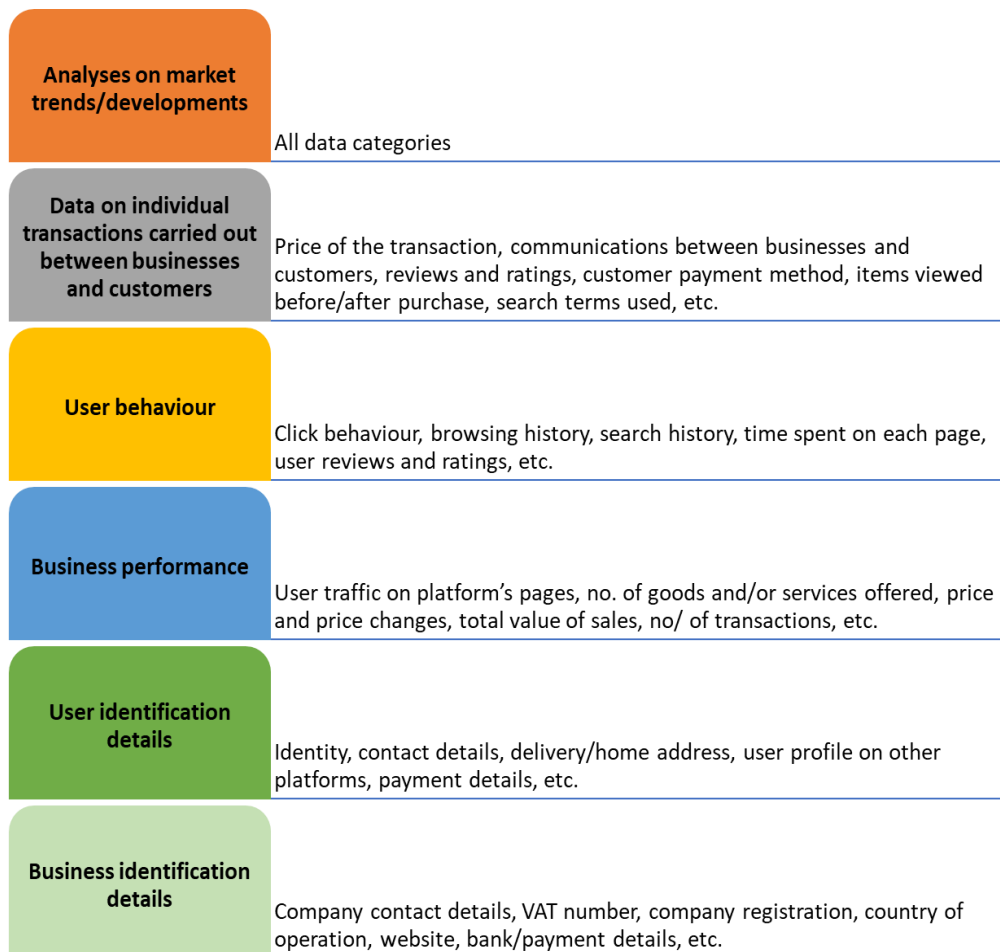 Analyses on market
trends/developments
All data categories
Data on individual
transactions carried out
between businesses
and customers
Price of the transaction, communications between businesses and
customers, reviews and ratings, customer payment method, items viewed
before/after purchase, search terms used, etc.
User behaviour
Click behaviour, browsing history, search history, time spent on each page,
user reviews and ratings, etc.
Business performance
User traffic on platform’s pages, no. of goods and/or services offered, price
and price changes, total value of sales, no/ of transactions, etc.
User identification
details
Identity, contact details, delivery/home address, user profile on other
platforms, payment details, etc.
Business identification
details
Company contact details, VAT number, company registration, country of
operation, website, bank/payment details, etc.